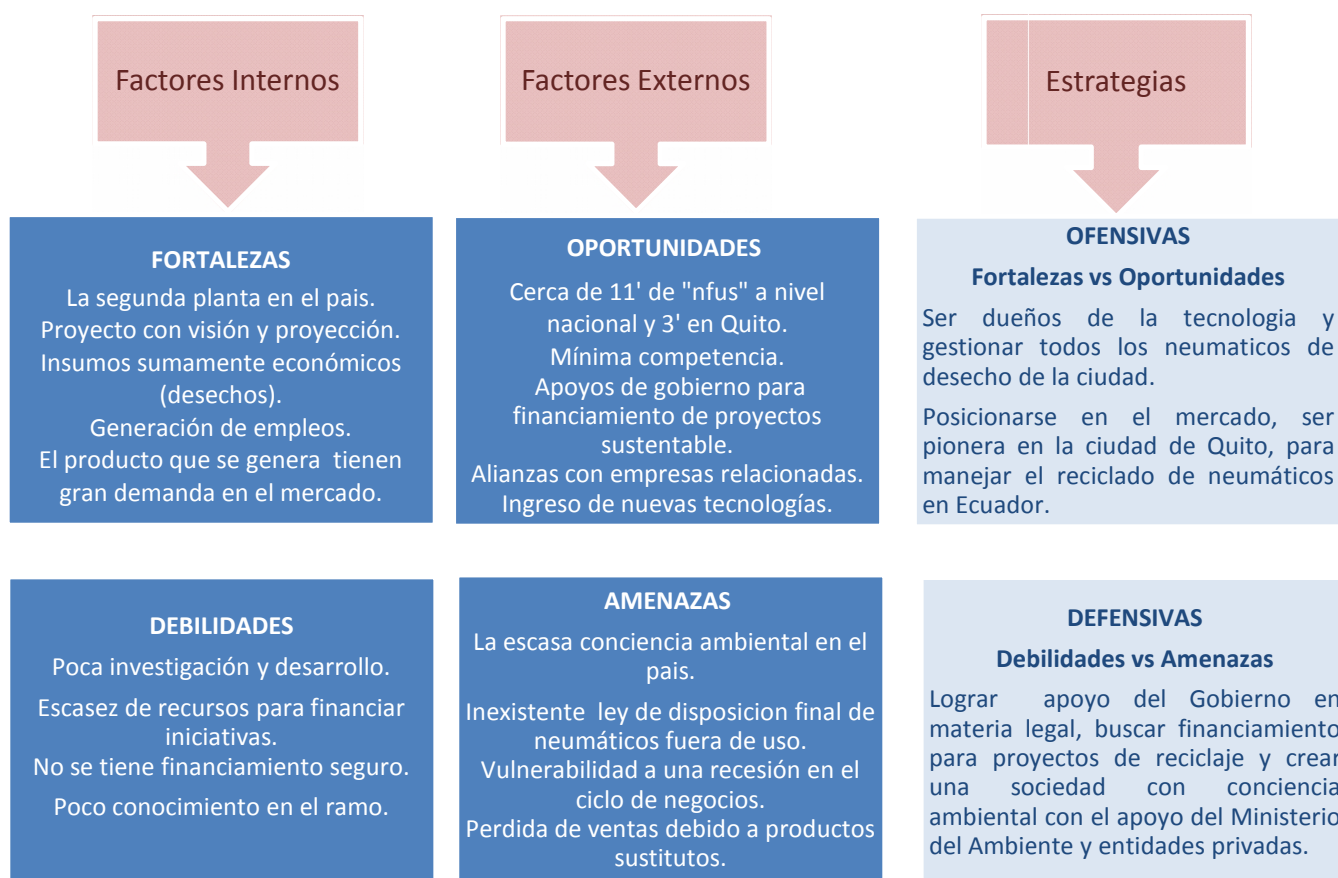 Factores Internos
Factores Externos
Estrategias
FORTALEZAS
La segunda planta en el pais.
Proyecto con visión y proyección.
Insumos sumamente económicos
(desechos).
Generación de empleos.
El producto que se genera tienen
gran demanda en el mercado.
OPORTUNIDADES
Cerca de 11' de "nfus" a nivel
nacional y 3' en Quito.
Mínima competencia.
Apoyos de gobierno para
financiamiento de proyectos
sustentable.
Alianzas con empresas relacionadas.
Ingreso de nuevas tecnologías.
OFENSIVAS
Fortalezas vs Oportunidades
Ser dueños de la tecnologia y
gestionar todos los neumaticos de
desecho de la ciudad.
Posicionarse en el mercado, ser
pionera en la ciudad de Quito, para
manejar el reciclado de neumáticos
en Ecuador.
DEBILIDADES
Poca investigación y desarrollo.
Escasez de recursos para financiar
iniciativas.
No se tiene financiamiento seguro.
Poco conocimiento en el ramo.
AMENAZAS
La escasa conciencia ambiental en el
pais.
Inexistente ley de disposicion final de
neumáticos fuera de uso.
Vulnerabilidad a una recesión en el
ciclo de negocios.
Perdida de ventas debido a productos
sustitutos.
DEFENSIVAS
Debilidades vs Amenazas
Lograr apoyo del Gobierno en
materia legal, buscar financiamiento
para proyectos de reciclaje y crear
una sociedad con conciencia
ambiental con el apoyo del Ministerio
del Ambiente y entidades privadas.